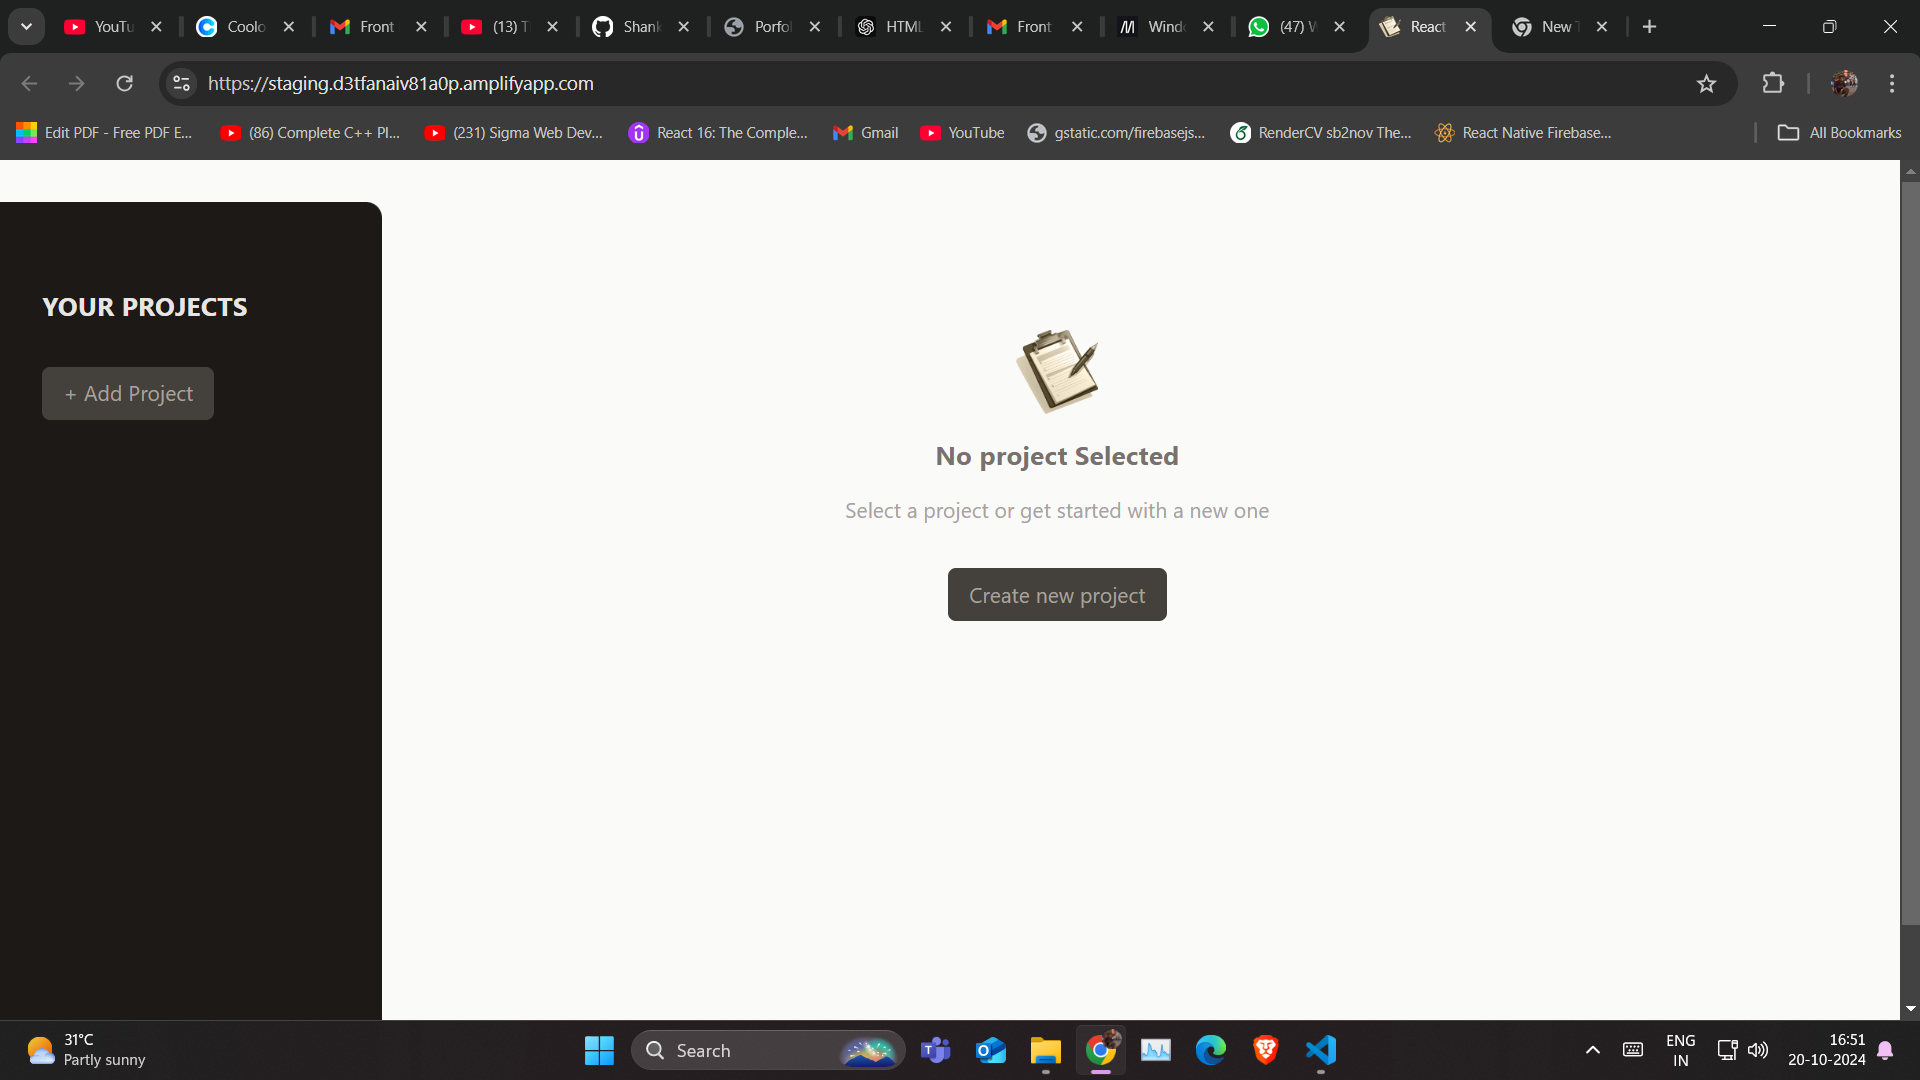 YouTu
Coolo
Front
(13) T
Shank
Porfol
HTML
Front
Wind
(47) W
React
New T
https://staging.d3tfanaiv81a0p.amplifyapp.com
Edit PDF - Free PDF E...
(86) Complete C++ Pl...
(231) Sigma Web Dev...
React 16: The Comple...
Gmail
YouTube
gstatic.com/firebasejs...
RenderCV sb2nov The...
React Native Firebase...
All Bookmarks
YOUR PROJECTS
+ Add Project
No project Selected
Select a project or get started with a new one
Create new project
31°C
Partly sunny
Search
ENG
IN
16:51
20-10-2024